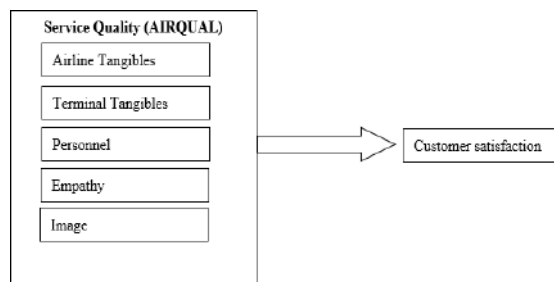 Service Quality (AIRQUAL)
Airline Tangibles
Terminal Tangibles
Personnel
Customer satisfaction
Empathy
Image